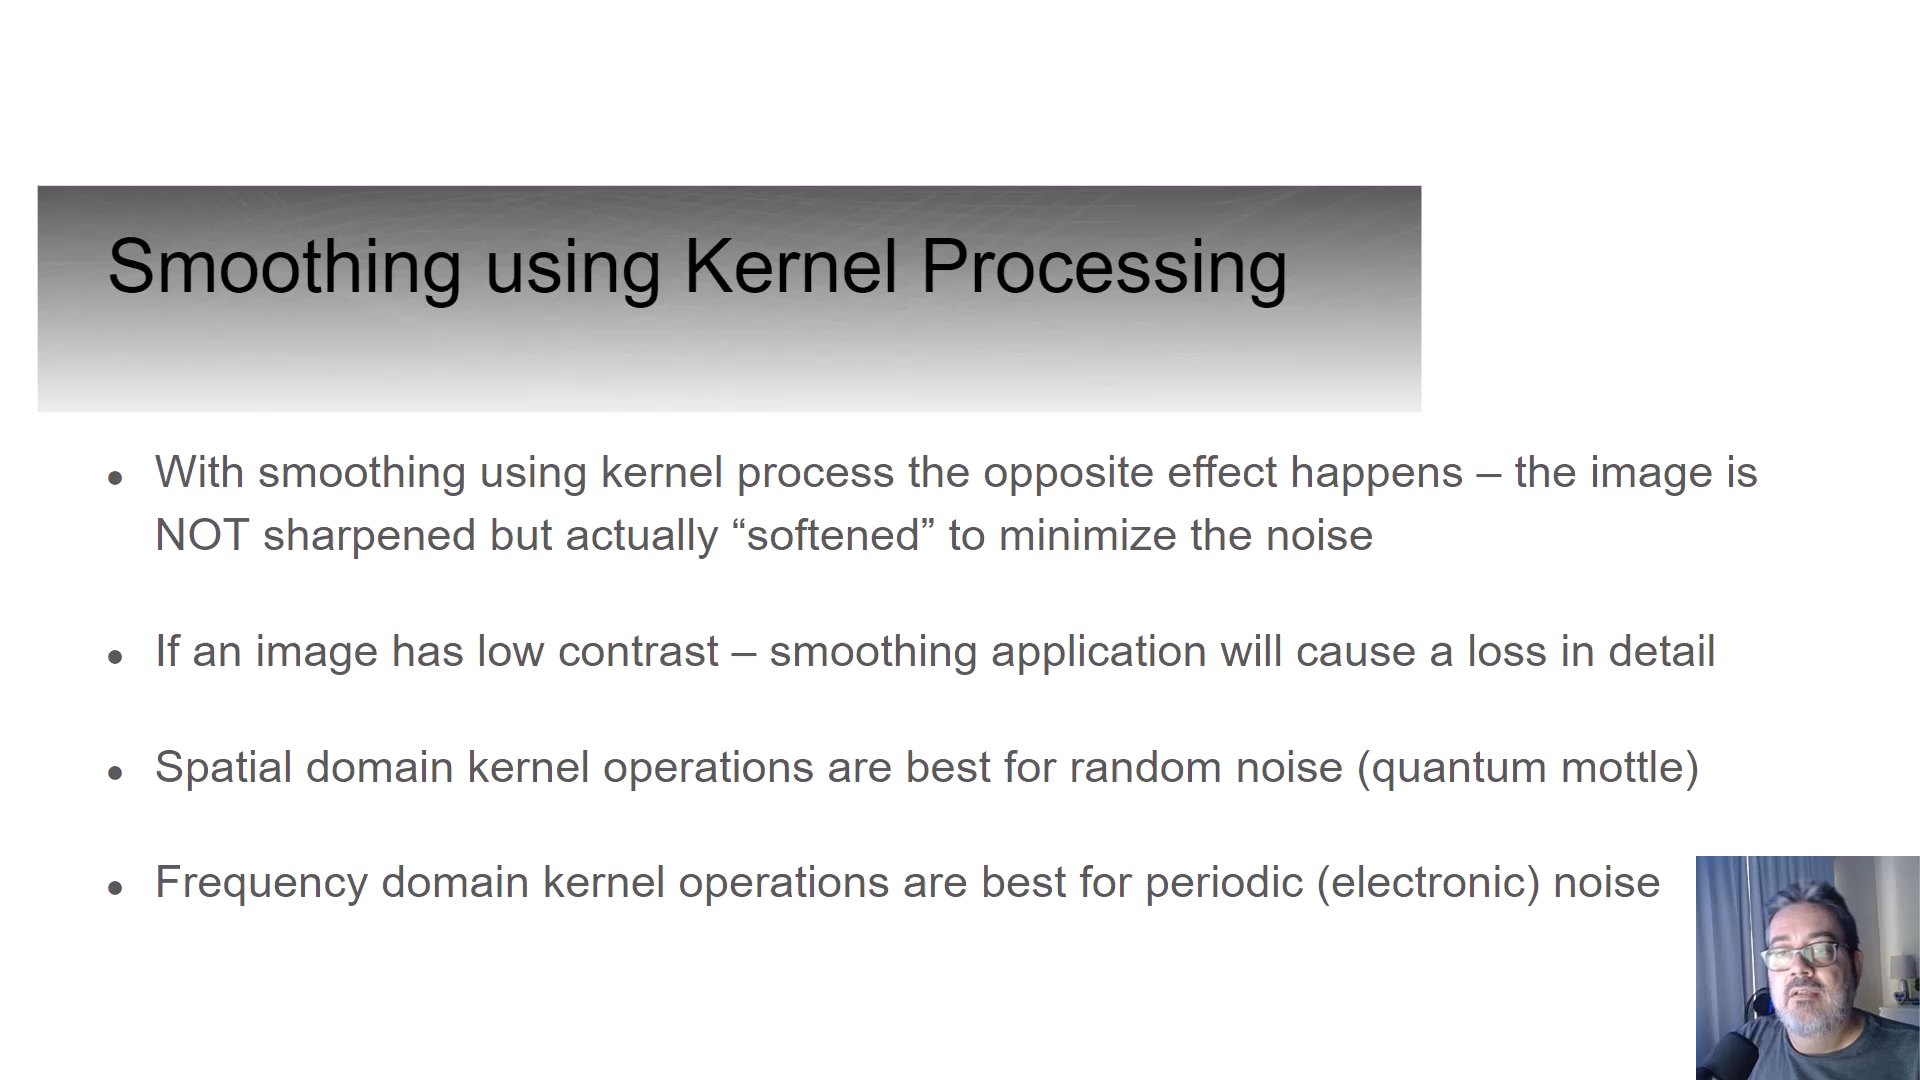 Smoothing using Kernel Processing
• With smoothing using kernel process the opposite effect happens – the image is
NOT sharpened but actually “softened” to minimize the noise
• If an image has low contrast – smoothing application will cause a loss in detail
• Spatial domain kernel operations are best for random noise (quantum mottle)
• Frequency domain kernel operations are best for periodic (electronic) noise